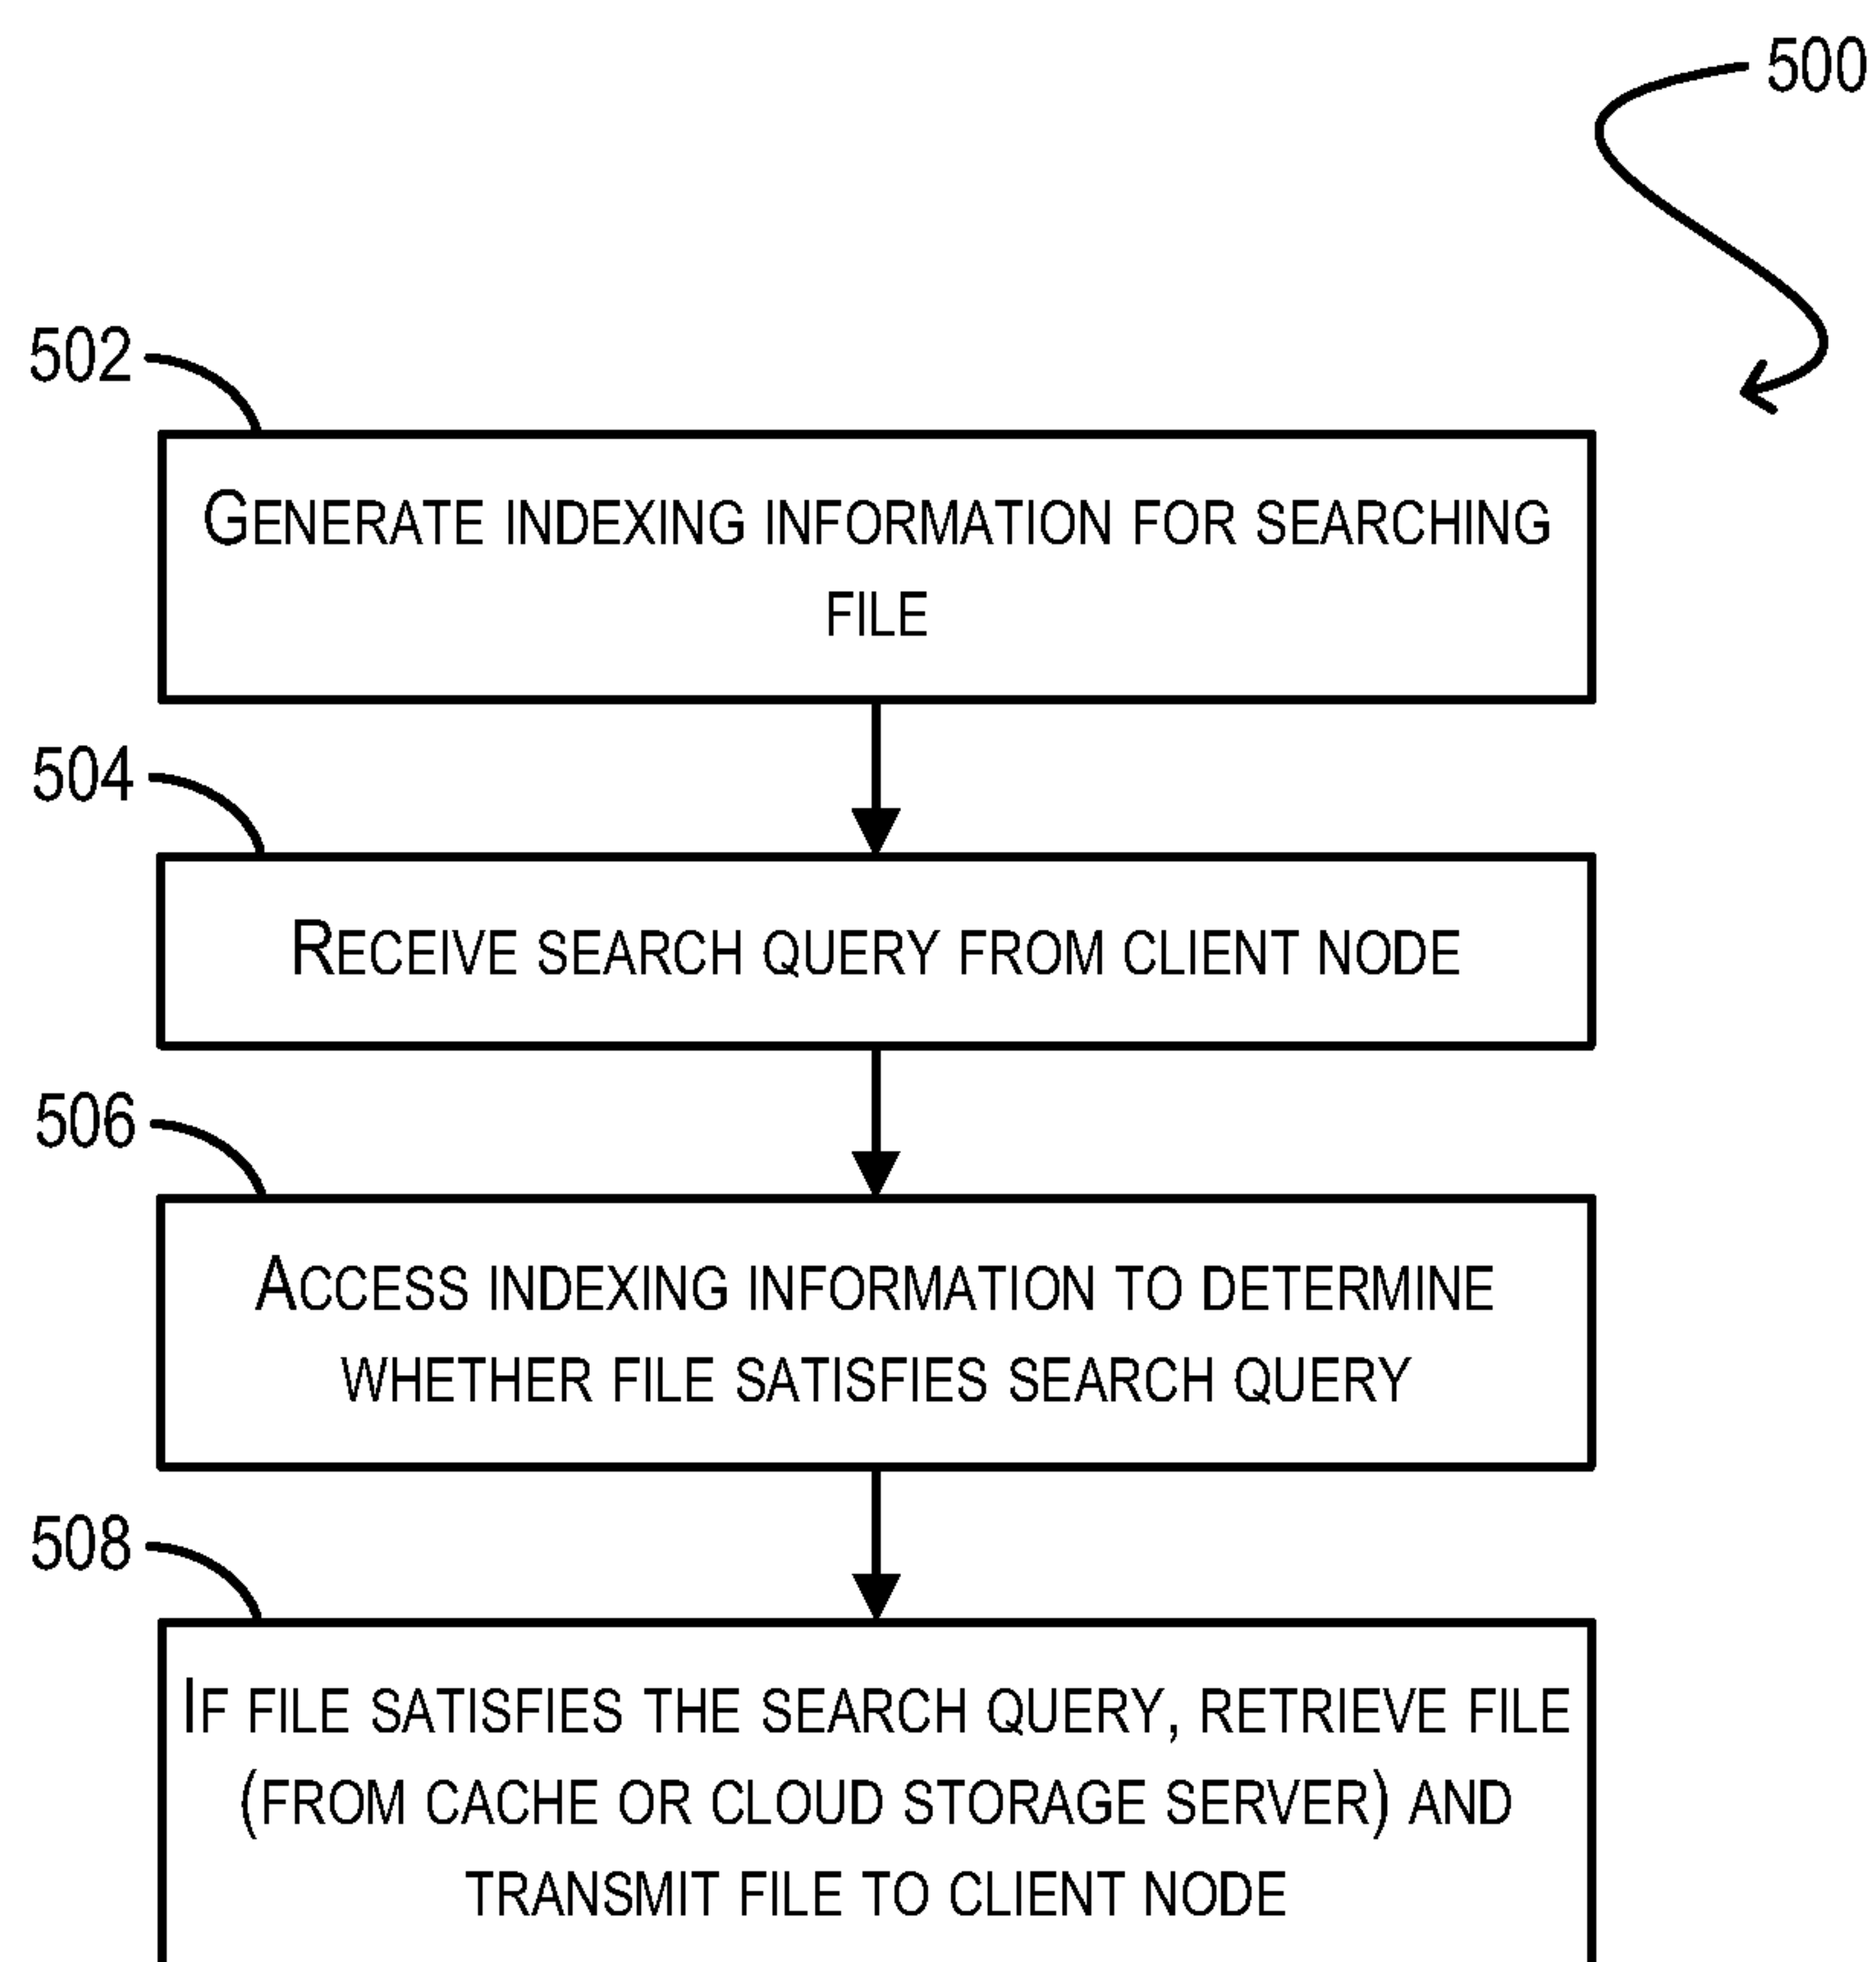 500
502
GENERATE INDEXING INFORMATION FOR SEARCHING
FILE
504
RECEIVE SEARCH QUERY FROM CLIENT NODE
506
ACCESS INDEXING INFORMATION TO DETERMINE
WHETHER FILE SATISFIES SEARCH QUERY
508
IF FILE SATISFIES THE SEARCH QUERY, RETRIEVE FILE
(FROM CACHE OR CLOUD STORAGE SERVER) AND
TRANSMIT FILE TO CLIENT NODE